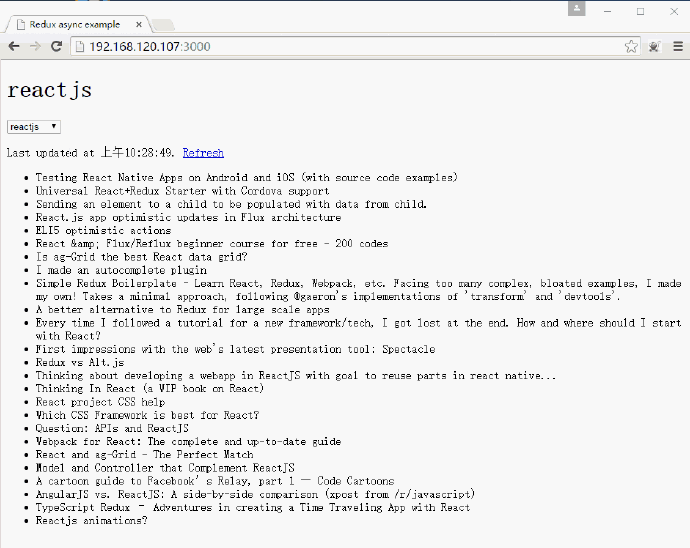 Redux async example
192.168.120.107:3000
reactjs
reactjs
Last updated at 上午10:28:49. Refresh
Testing React Native Apps on Android and iOS (with source code examples)
Universal React+Redux Starter with Cordova support
Sending an element to a child to be populated with data from child.
React.js app optimistic updates in Flux architecture
ELI5 optimistic actions
React &amp; Flux/Reflux beginner course for free - 200 codes
Is ag-Grid the best React data grid?
I made an autocomplete plugin
Simple Redux Boilerplate - Learn React, Redux, Webpack, etc. Facing too many complex, bloated examples, I made
my own! Takes a minimal approach, following @gaeron's implementations of 'transform' and 'devtools'.
A better alternative to Redux for large scale apps
Every time I followed a tutorial for a new framework/tech, I got lost at the end. How and where should I start
with React?
First impressions with the web's latest presentation tool: Spectacle
Redux vs Alt.js
Thinking about developing a webapp in ReactJS with goal to reuse parts in react native...
Thinking In React (a WIP book on React)
React project CSS help
Which CSS Framework is best for React?
Question: APIs and ReactJS
Webpack for React: The complete and up-to-date guide
React and ag-Grid - The Perfect Match
Model and Controller that Complement ReactJS
A cartoon guide to Facebook's Relay, part 1 — Code Cartoons
AngularJS vs. ReactJS: A side-by-side comparison (xpost from /r/javascript)
TypeScript Redux – Adventures in creating a Time Traveling App with React
Reactjs animations?